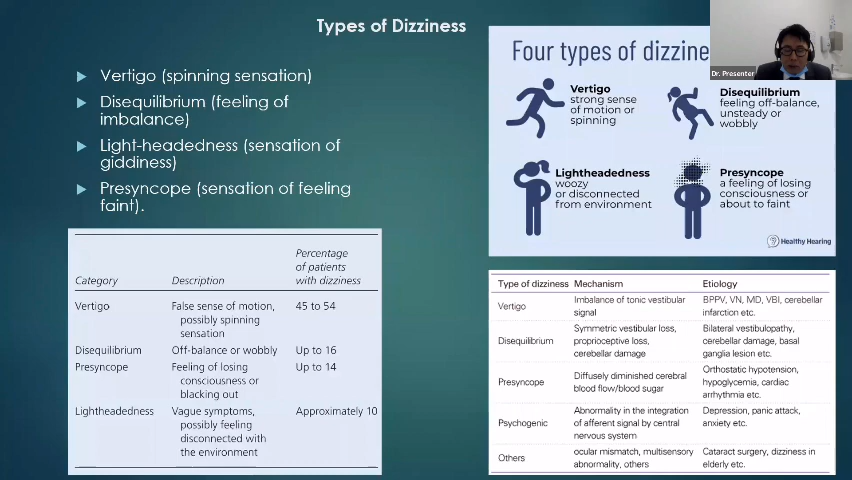 Types of Dizziness
Vertigo (spinning sensation)
Disequilibrium (feeling of
imbalance)
Light-headedness (sensation of
giddiness)
Presyncope (sensation of feeling
faint).
Four types of dizzine
Vertigo
strong sense
of motion or
spinning
Disequilibrium
feeling off-balance,
unsteady or
wobbly
Lightheadedness
woozy
or disconnected
from environment
Presyncope
a feeling of losing
consciousness or
about to faint
Healthy Hearing
Dr. Presenter
Percentage
of patients
Category Description with dizziness
Vertigo False sense of motion, 45 to 54
possibly spinning
sensation
Disequilibrium Off-balance or wobbly Up to 16
Presyncope Feeling of losing Up to 14
consciousness or
blacking out
Lightheadedness Vague symptoms, Approximately 10
possibly feeling
disconnected with
the environment
Type of dizziness Mechanism Etiology
Vertigo Imbalance of tonic vestibular BPPV, VN, MD, VBI, cerebellar
signal infarction etc.
Disequilibrium Symmetric vestibular loss, Bilateral vestibulopathy,
proprioceptive loss, cerebellar damage, basal
cerebellar damage ganglia lesion etc.
Presyncope Diffusely diminished cerebral Orthostatic hypotension,
blood flow/blood sugar hypoglycemia, cardiac
arrhythmia etc.
Psychogenic Abnormality in the integration Depression, panic attack,
of afferent signal by central anxiety etc.
nervous system
Others ocular mismatch, multisensory Cataract surgery, dizziness in
abnormality, others elderly etc.